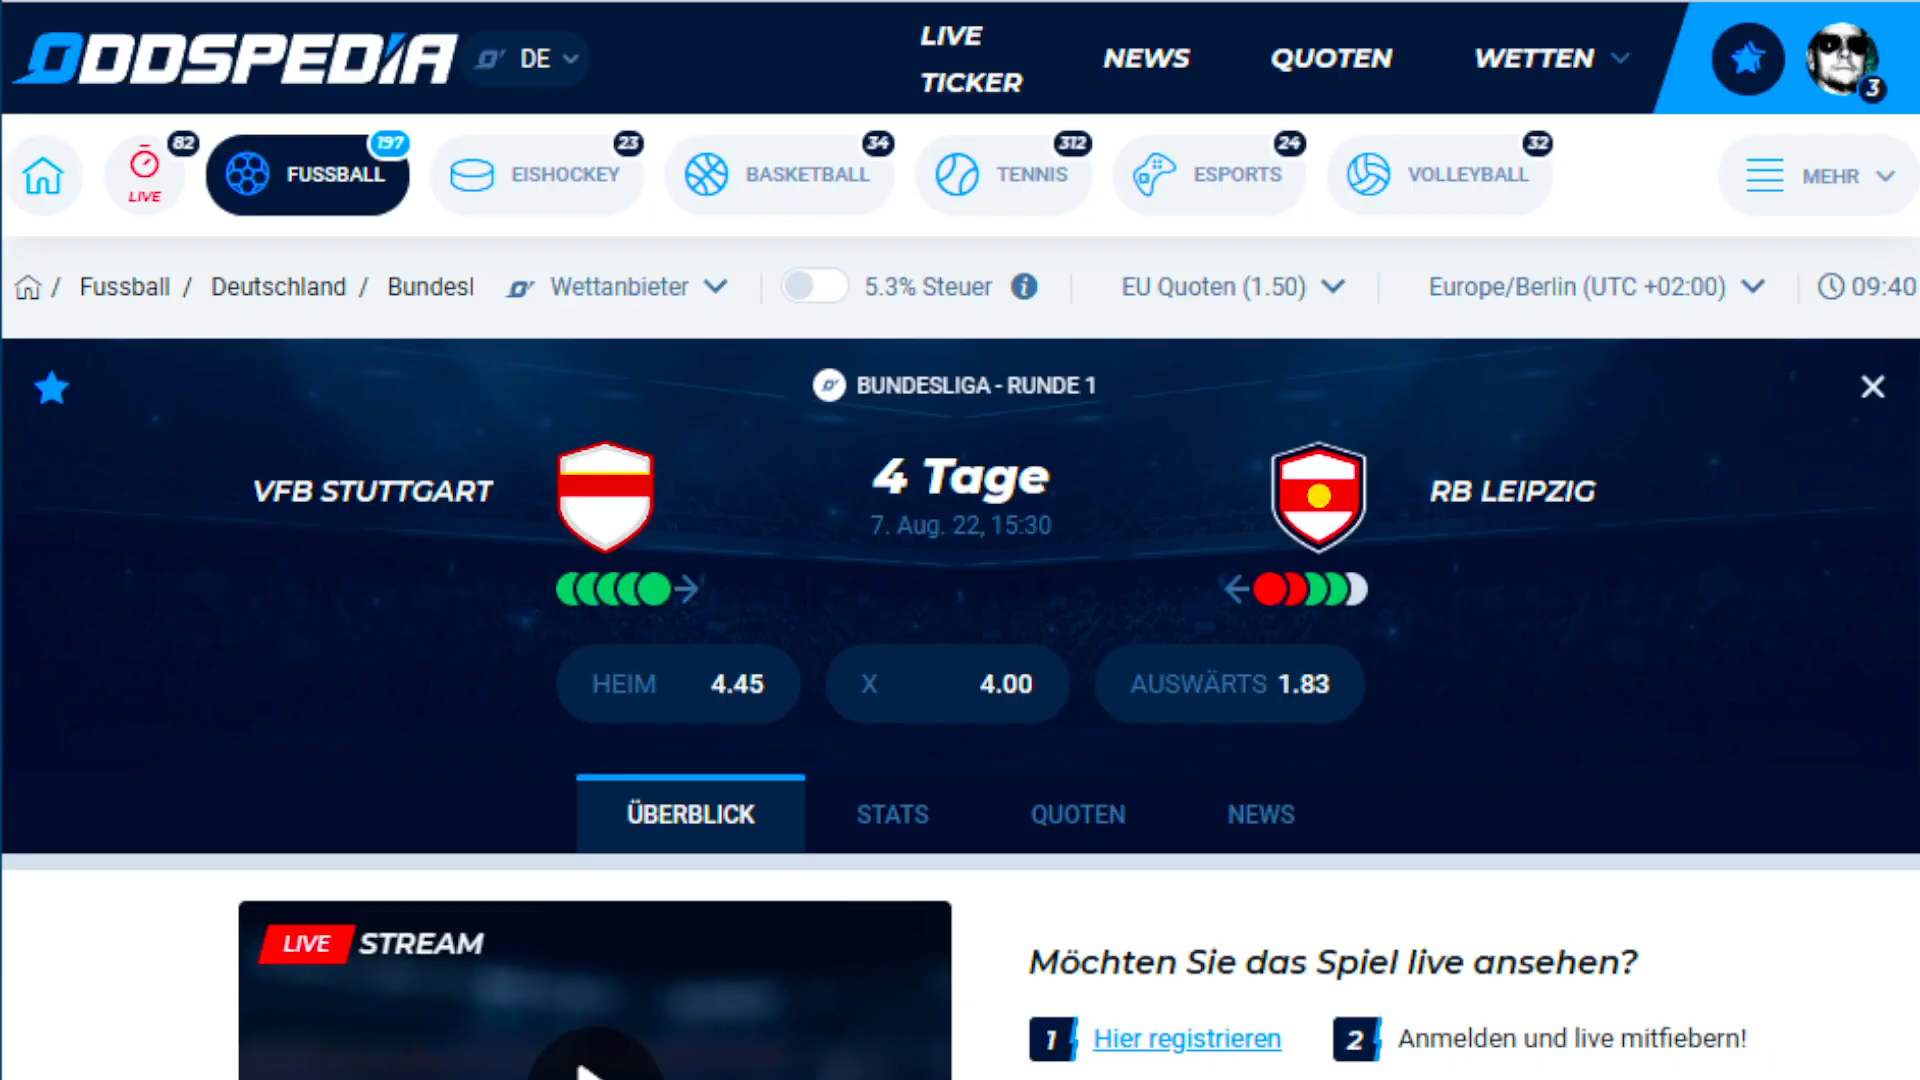 ODDSPEDIA
DE
LIVE
TICKER
NEWS
QUOTEN
WETTEN
3
LIVE
82
FUSSBALL
197
EISHOCKEY
23
BASKETBALL
34
TENNIS
312
ESPORTS
24
VOLLEYBALL
32
MEHR
/ Fussball / Deutschland / Bundesl
Wettanbieter
5.3% Steuer
EU Quoten (1.50)
Europe/Berlin (UTC +02:00)
09:40
BUNDESLIGA - RUNDE 1
VFB STUTTGART
4 Tage
7. Aug. 22, 15:30
RB LEIPZIG
HEIM 4.45
X 4.00
AUSWÄRTS 1.83
ÜBERBLICK
STATS
QUOTEN
NEWS
LIVE STREAM
Möchten Sie das Spiel live ansehen?
1 Hier registrieren
2 Anmelden und live mitfiebern!